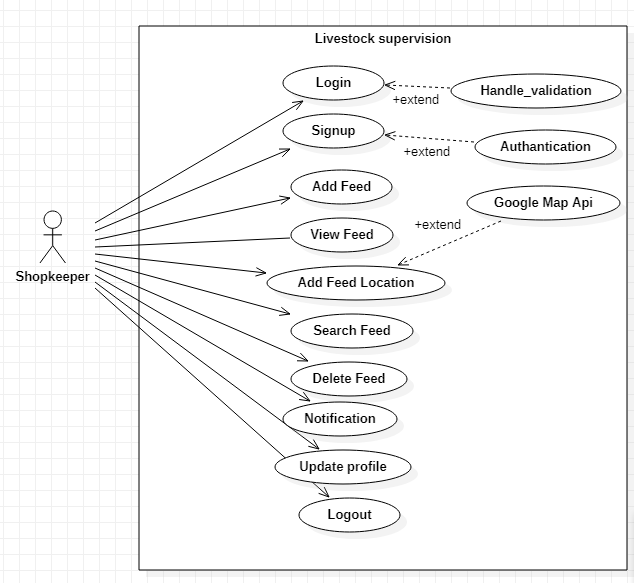 Livestock supervision
Login
+extend
Handle_validation
Signup
+extend
Authantication
Add Feed
Google Map Api
+extend
View Feed
Shopkeeper
Add Feed Location
Search Feed
Delete Feed
Notification
Update profile
Logout